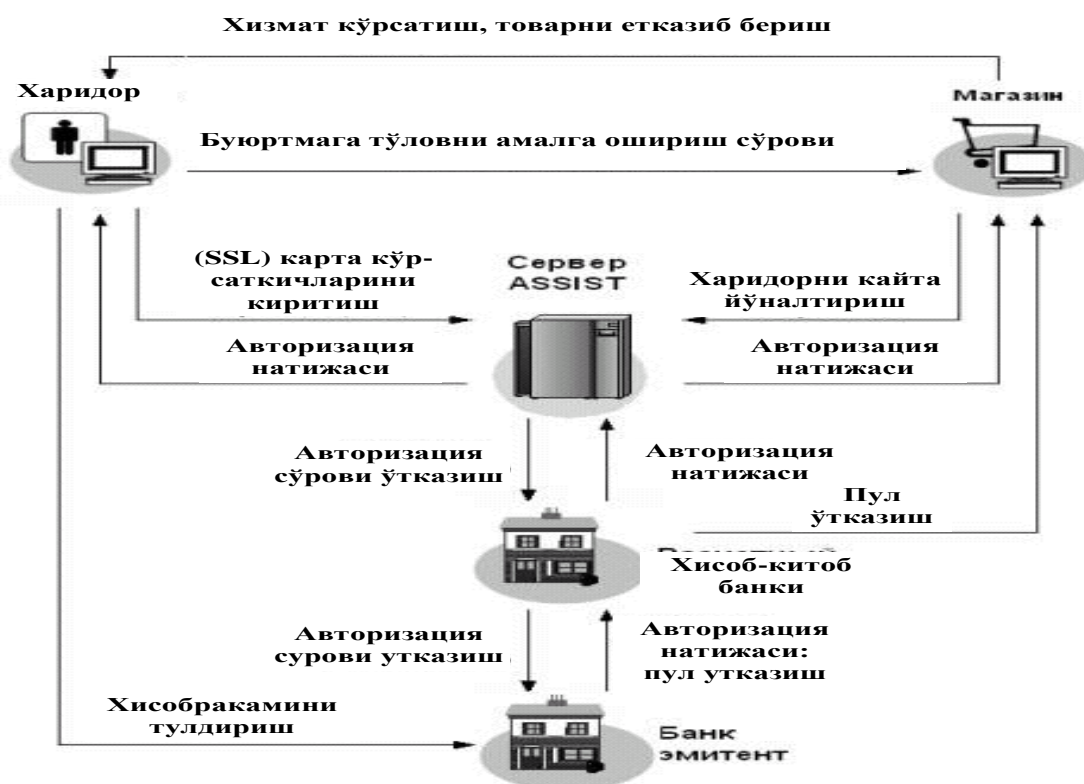 Хизмат кўрсатиш, товарни етказиб бериш
Харидор
Магазин
Буюртмага тўловни амалга ошириш сўрови
(SSL) карта кўр-
саткичларини
киритиш
Сервер
ASSIST
Харидорни кайта
йўналтириш
Авторизация
натижаси
Авторизация
натижаси
Авторизация
сўрови ўтказиш
Авторизация
натижаси
Пул
ўтказиш
Хисоб-китоб
банки
Авторизация
сурови утказиш
Авторизация
натижаси:
пул утказиш
Хисобракамини
тулдириш
Банк
эмитент